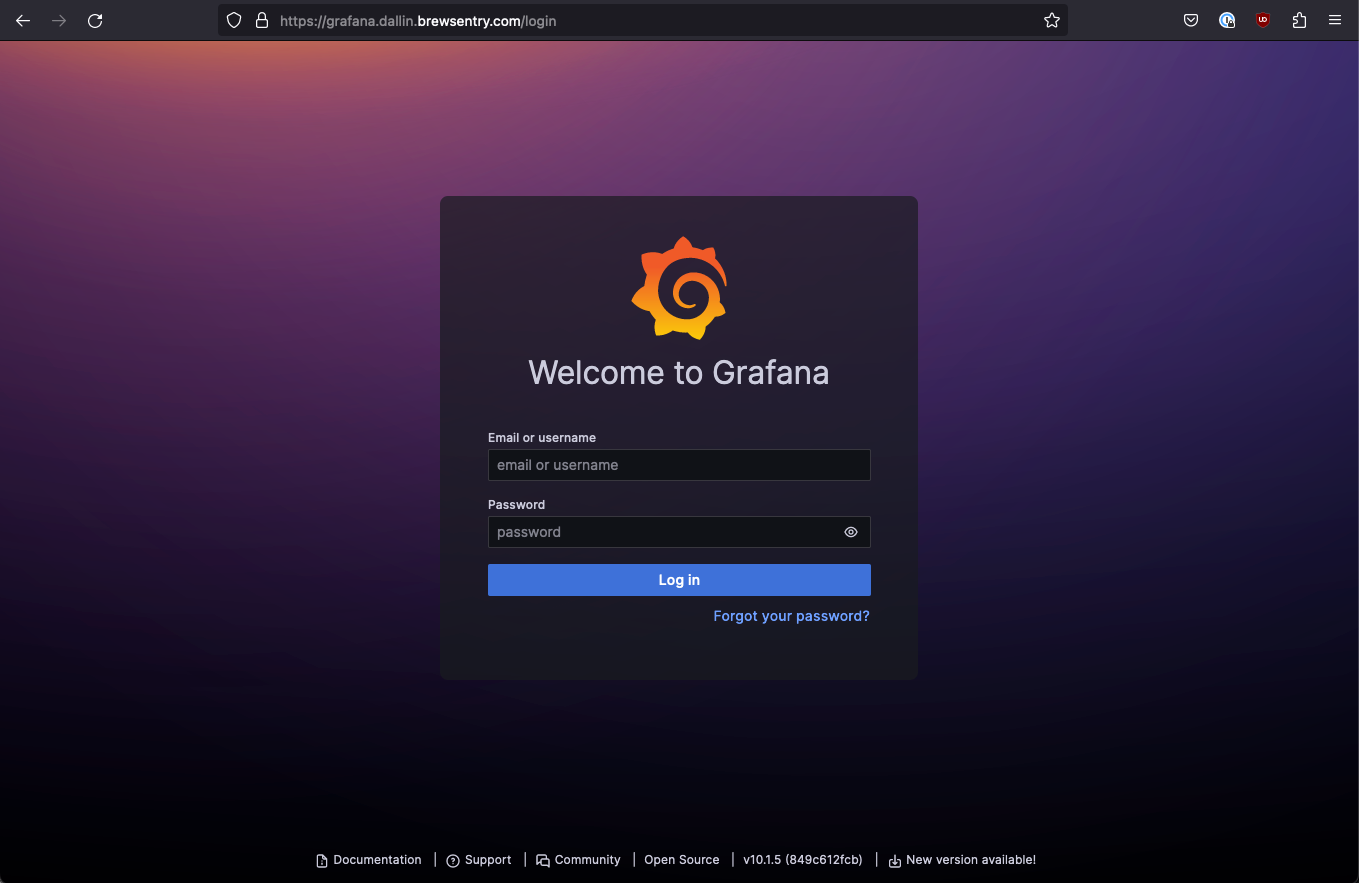 https://grafana.dallin.brewsentry.com/login
Welcome to Grafana
Email or username
email or username
Password
password
Log in
Forgot your password?
Documentation | Support | Community | Open Source | v10.1.5 (849c612fcb) | New version available!